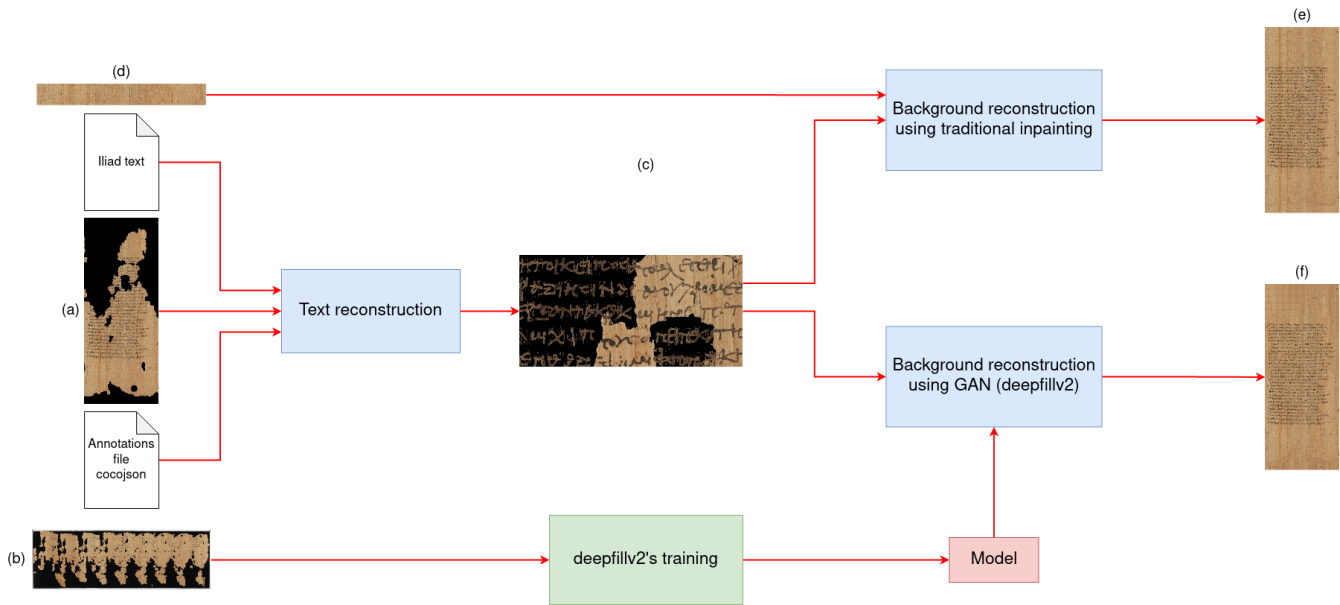 (e)
(d)
Background reconstruction
using traditional inpainting
Iliad text
(c)
(a)
Text reconstruction
(f)
Background reconstruction
using GAN (deepfillv2)
Annotations
file
cocojson
(b)
deepfillv2's training
Model